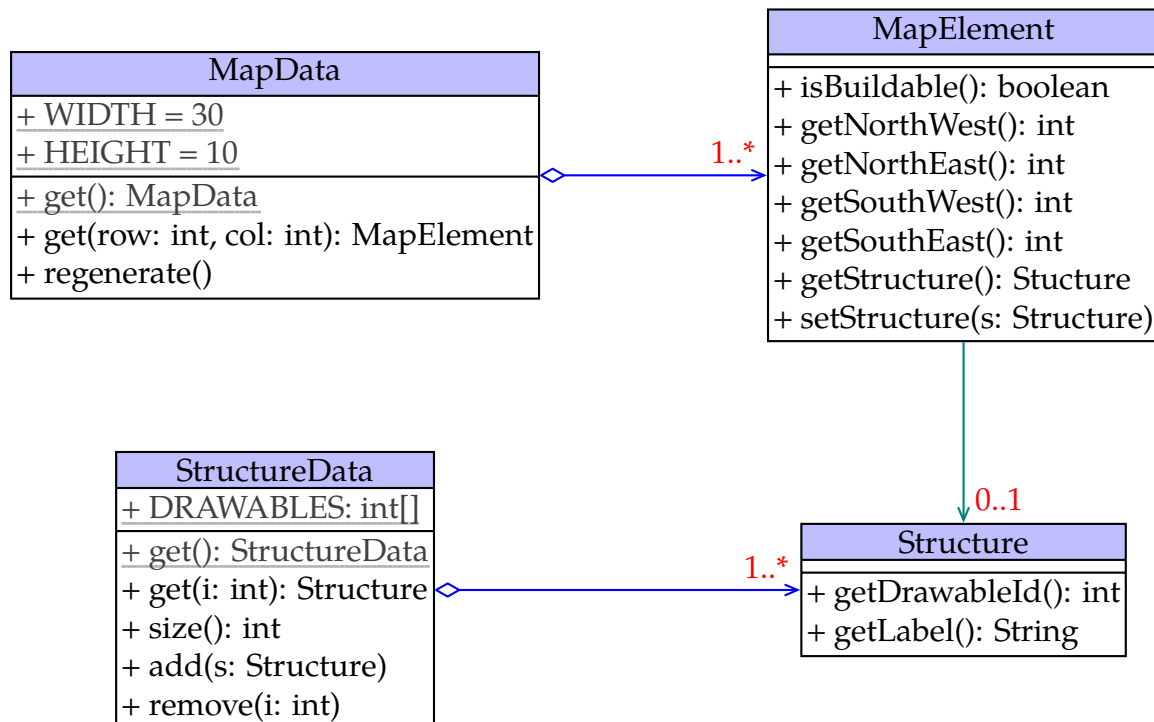 MapData
+ WIDTH = 30
+ HEIGHT = 10
+ get(): MapData
+ get(row: int, col: int): MapElement
+ regenerate()
1..*
MapElement
+ isBuildable(): boolean
+ getNorthWest(): int
+ getNorthEast(): int
+ getSouthWest(): int
+ getSouthEast(): int
+ getStructure(): Stucture
+ setStructure(s: Structure)
0..1
StructureData
+ DRAWABLES: int[]
+ get(): StructureData
+ get(i: int): Structure
+ size(): int
+ add(s: Structure)
+ remove(i: int)
1..*
Structure
+ getDrawableId(): int
+ getLabel(): String